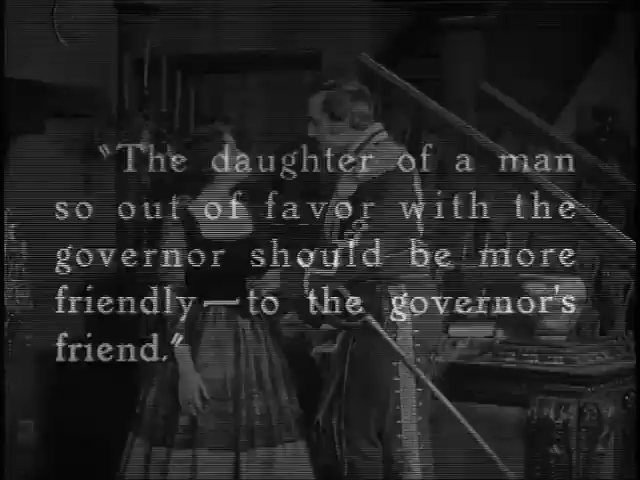 "The daughter of a man
so out of favor with the
governor should be more
friendly—to the governor's
friend."